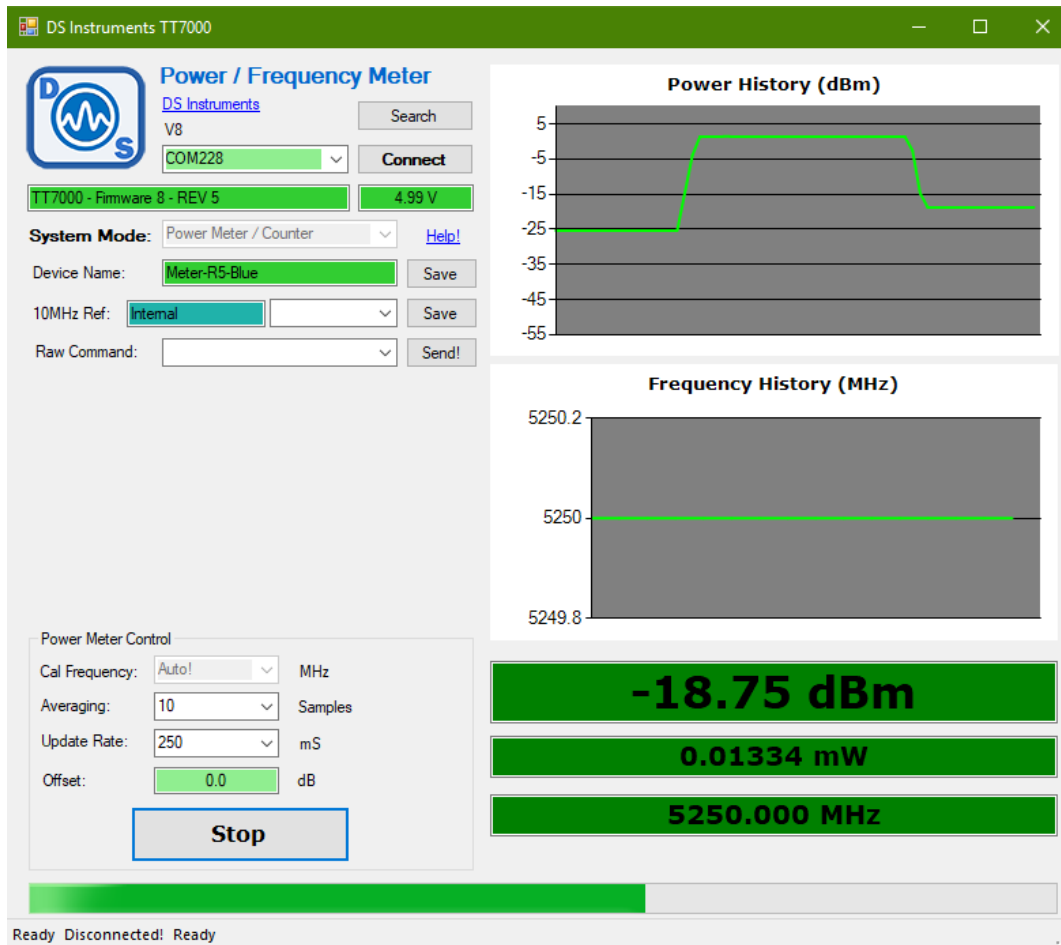 DS Instruments TT7000
D S
Power / Frequency Meter
DS Instruments
V8
Search
COM228
Connect
TT7000 - Firmware 8 - REV 5
4.99 V
System Mode:
Power Meter / Counter
Help!
Device Name:
Meter-R5-Blue
Save
10MHz Ref:
Internal
Save
Raw Command:
Send!
Power History (dBm)
5
-5
-15
-25
-35
-45
-55
Frequency History (MHz)
5250.2
5250
5249.8
Power Meter Control
Cal Frequency:
Auto!
MHz
Averaging:
10
Samples
Update Rate:
250
mS
Offset:
0.0
dB
Stop
-18.75 dBm
0.01334 mW
5250.000 MHz
Ready Disconnected! Ready